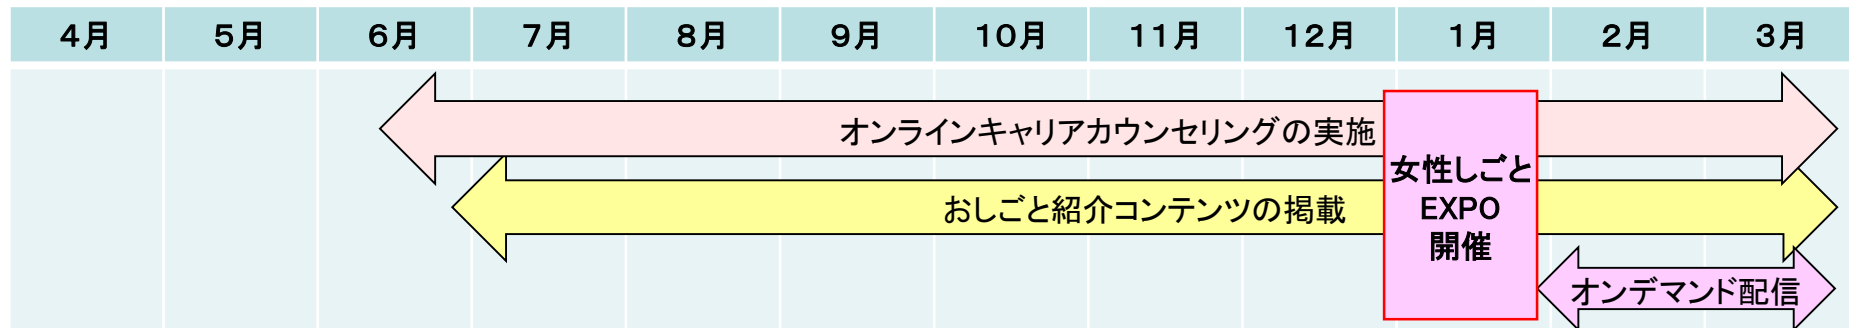 4月 5月 6月 7月 8月 9月 10月 11月 12月 1月 2月 3月
オンラインキャリアカウンセリングの実施
おしごと紹介コンテンツの掲載
女性しごと
EXPO
開催
オンデマンド配信